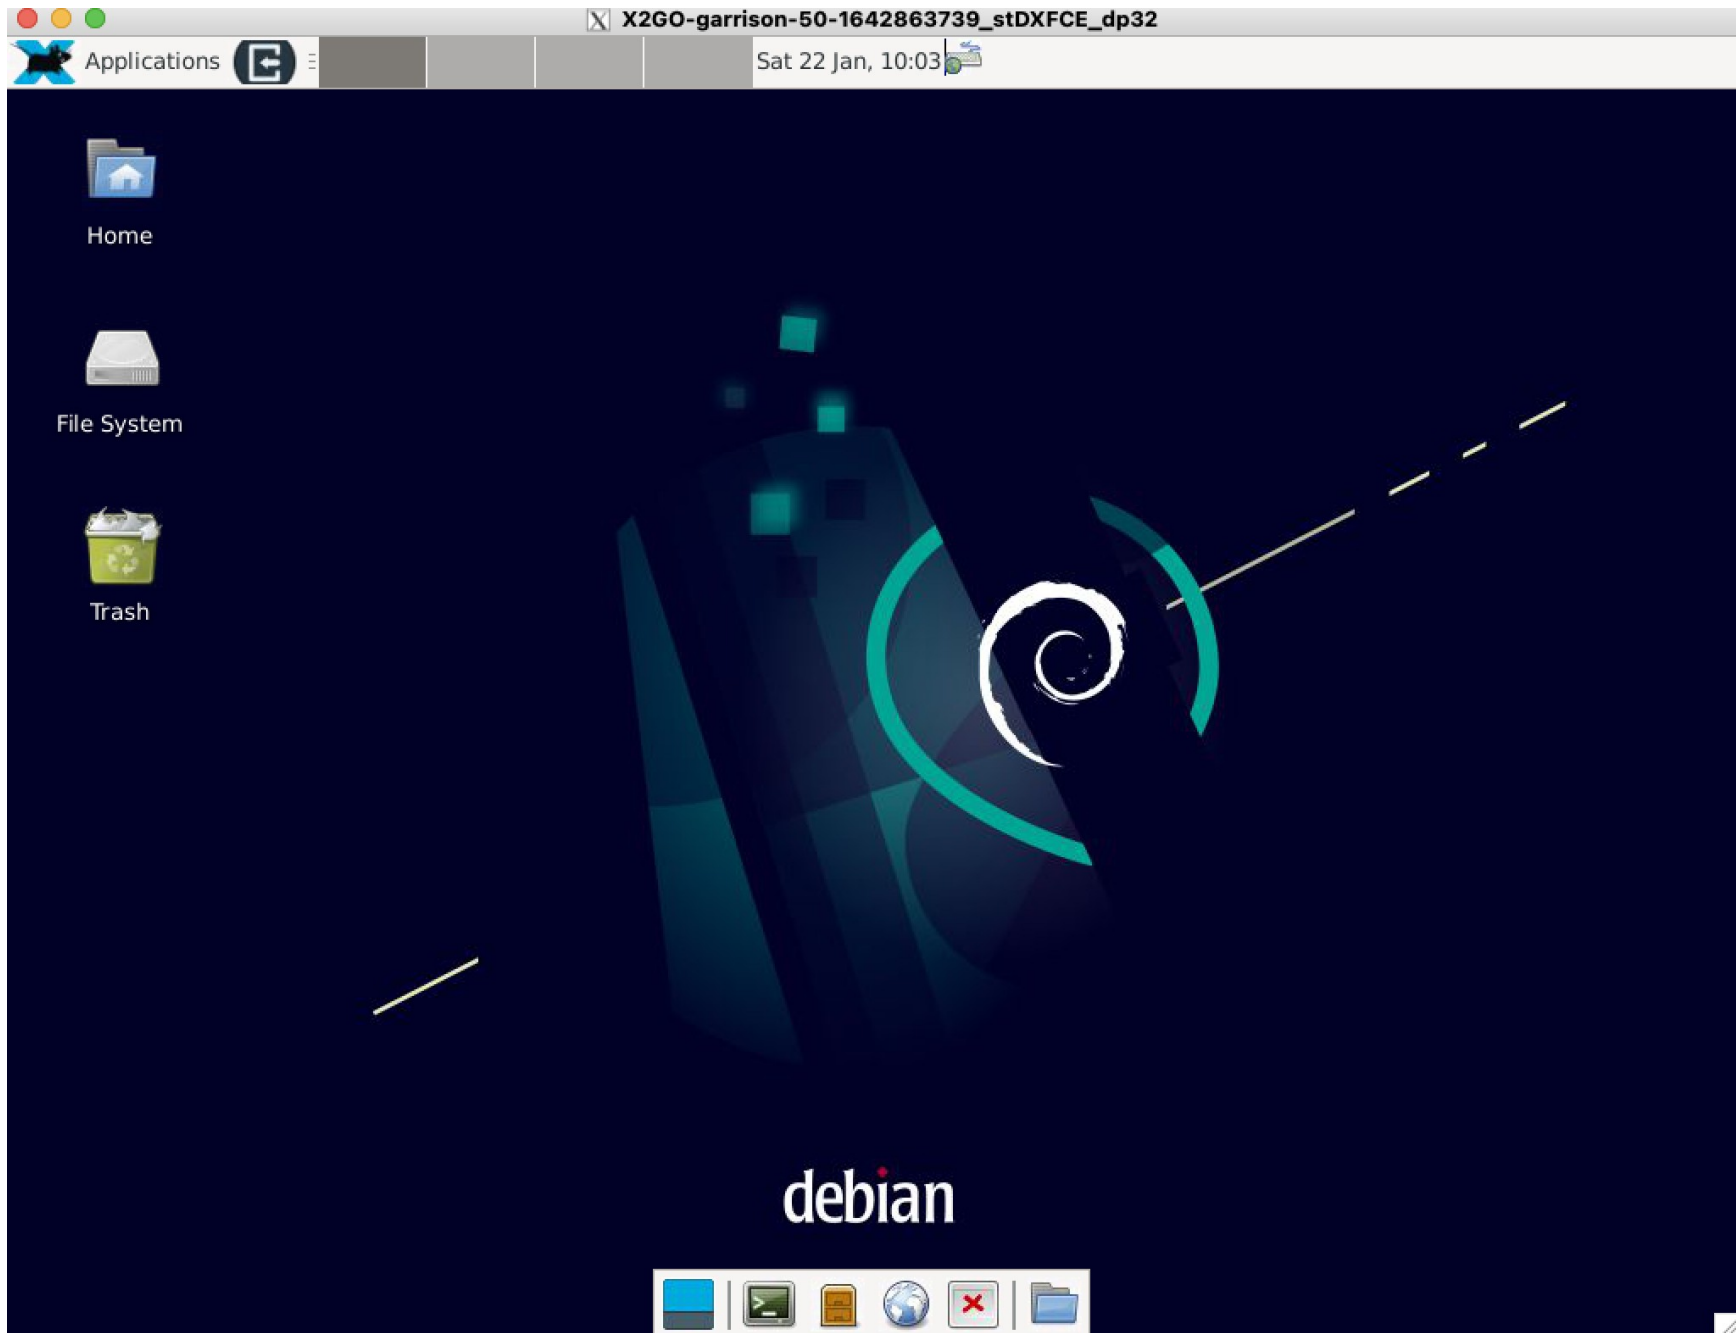 X2GO-garrison-50-1642863739_stDXFCE_dp32
Applications
Sat 22 Jan, 10:03
Home
File System
Trash
debian